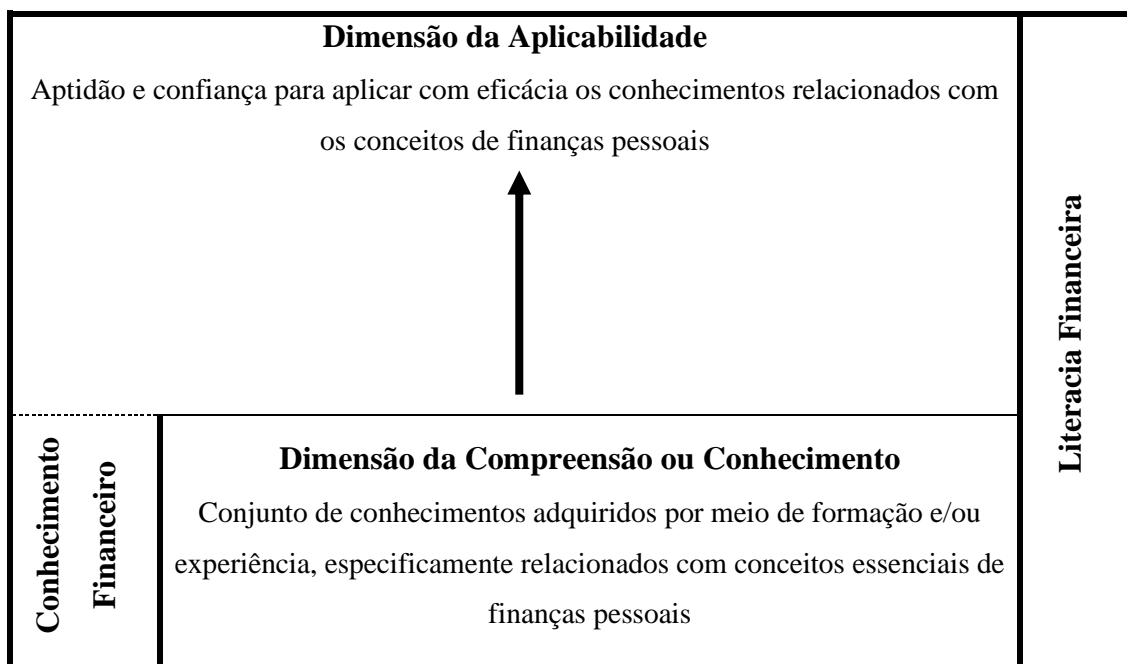 Dimensão da Aplicabilidade
Aptidão e confiança para aplicar com eficácia os conhecimentos relacionados com
os conceitos de finanças pessoais
Literacia Financeira
Conhecimento
Financeiro
Dimensão da Compreensão ou Conhecimento
Conjunto de conhecimentos adquiridos por meio de formação e/ou
experiência, especificamente relacionados com conceitos essenciais de
finanças pessoais